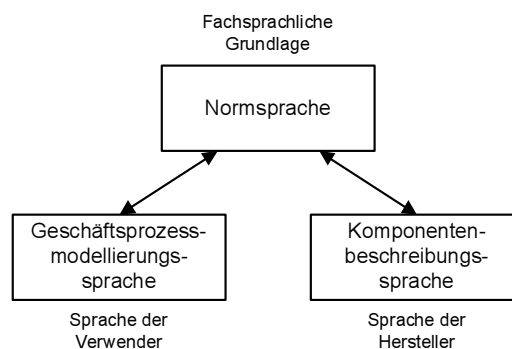 Fachsprachliche
Grundlage
Normsprache
Geschäftsprozess-
modellierungs-
sprache
Komponenten-
beschreibungs-
sprache
Sprache der
Verwender
Sprache der
Hersteller